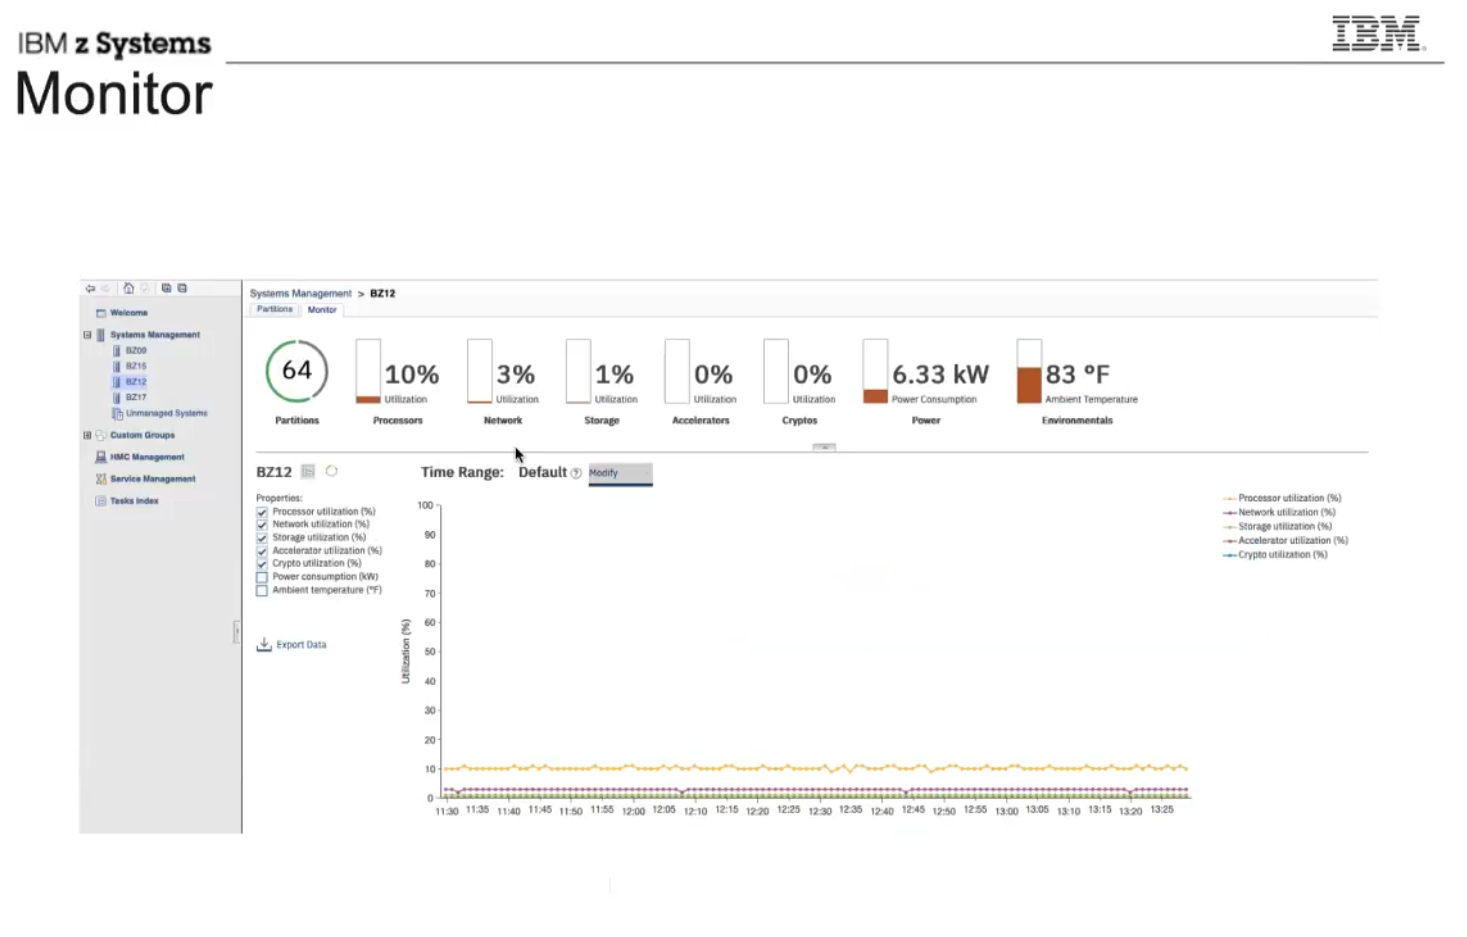 IBM z Systems
IBM
Monitor
Systems Management > BZ12
Partitions Monitor
Welcome
Systems Management
BZ09
BZ15
BZ12
BZ17
Unmanaged Systems
Custom Groups
HMC Management
Service Management
Tasks Index
64
Partitions
10%
Utilization
Processors
3%
Utilization
Network
1%
Utilization
Storage
0%
Utilization
Accelerators
0%
Utilization
Cryptos
6.33 kW
Power Consumption
Power
83 °F
Ambient Temperature
Environmentals
BZ12
Time Range: Default ? Modify
Properties:
Processor utilization (%)
Network utilization (%)
Storage utilization (%)
Accelerator utilization (%)
Crypto utilization (%)
Power consumption (kW)
Ambient temperature (°F)
Export Data
Utilization (%)
100
90
80
70
60
50
40
30
20
10
0
11:30 11:35 11:40 11:45 11:50 11:55 12:00 12:05 12:10 12:15 12:20 12:25 12:30 12:35 12:40 12:45 12:50 12:55 13:00 13:05 13:10 13:15 13:20 13:25
Processor utilization (%)
Network utilization (%)
Storage utilization (%)
Accelerator utilization (%)
Crypto utilization (%)